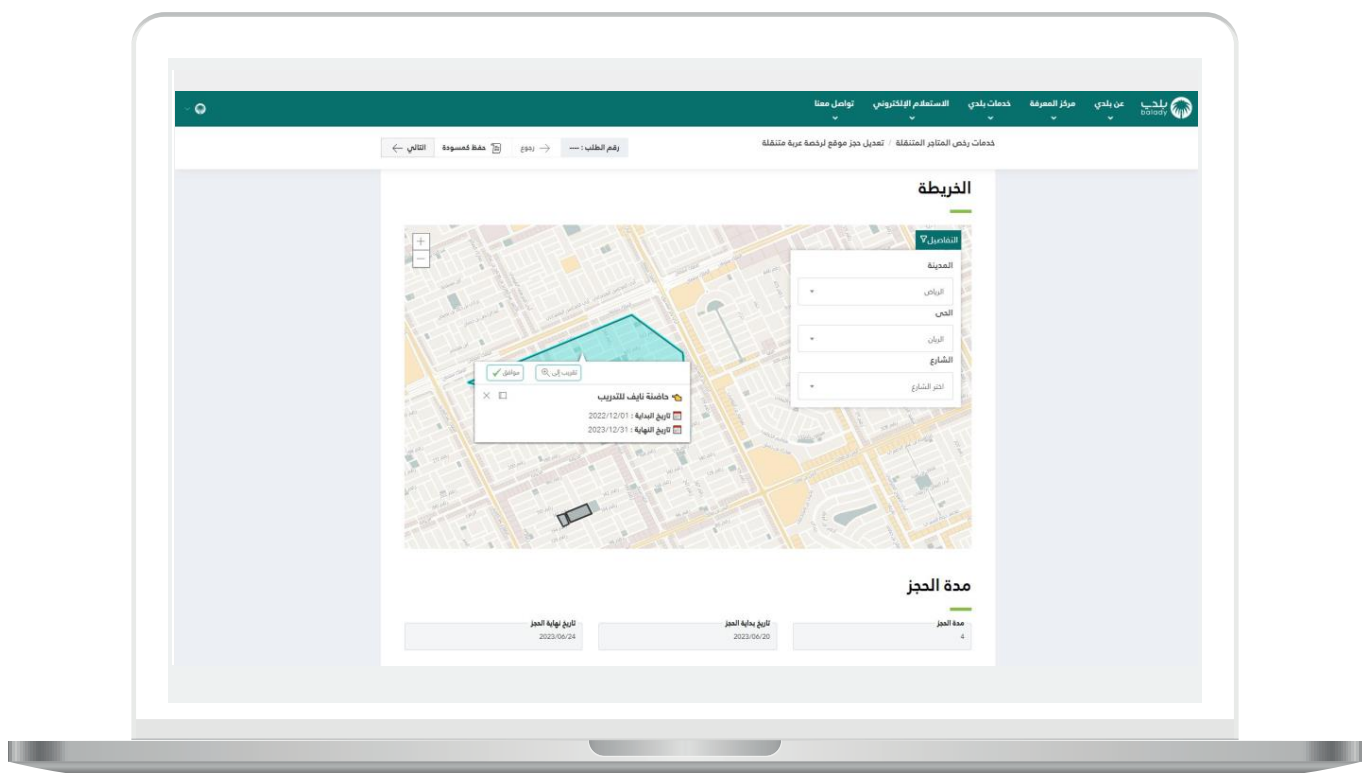 بلدي
balady
عن بلدي
مركز المعرفة
خدمات بلدي
الاستعلام الإلكتروني
تواصل معنا
خدمات رخص المتاجر المتنقلة / تعديل حجز موقع لرخصة عربة متنقلة
رقم الطلب : ----
رجوع
حفظ كمسودة
التالي
الخريطة
التفاصيل
المدينة
الرياض
الحى
الريان
الشارع
اختر الشارع
+
−
تقريب إلى
موافق
حاضنة نايف للتدريب
تاريخ البداية : 2022/12/01
تاريخ النهاية : 2023/12/31
مدة الحجز
مدة الحجز
4
تاريخ بداية الحجز
2023/06/20
تاريخ نهاية الحجز
2023/06/24